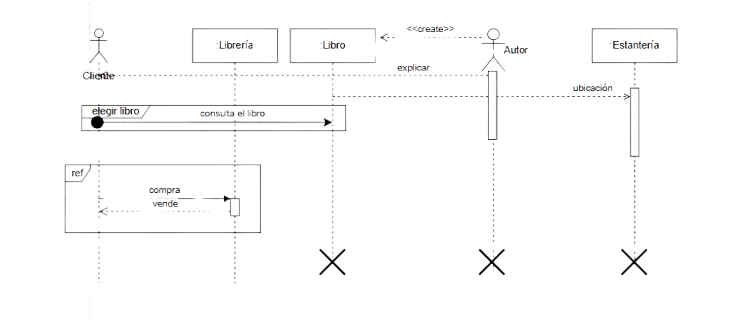 <<create>>
:Librería
:Libro
Autor
:Estantería
Cliente
explicar
ubicación
elegir libro
consulta el libro
ref
compra
vende